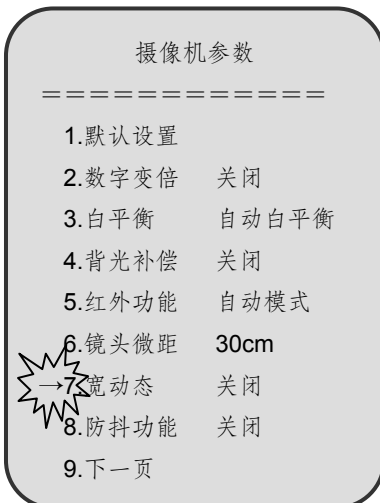 摄像机参数
============
1.默认设置
2.数字变倍 关闭
3.白平衡 自动白平衡
4.背光补偿 关闭
5.红外功能 自动模式
6.镜头微距 30cm
→7.宽动态 关闭
8.防抖功能 关闭
9.下一页